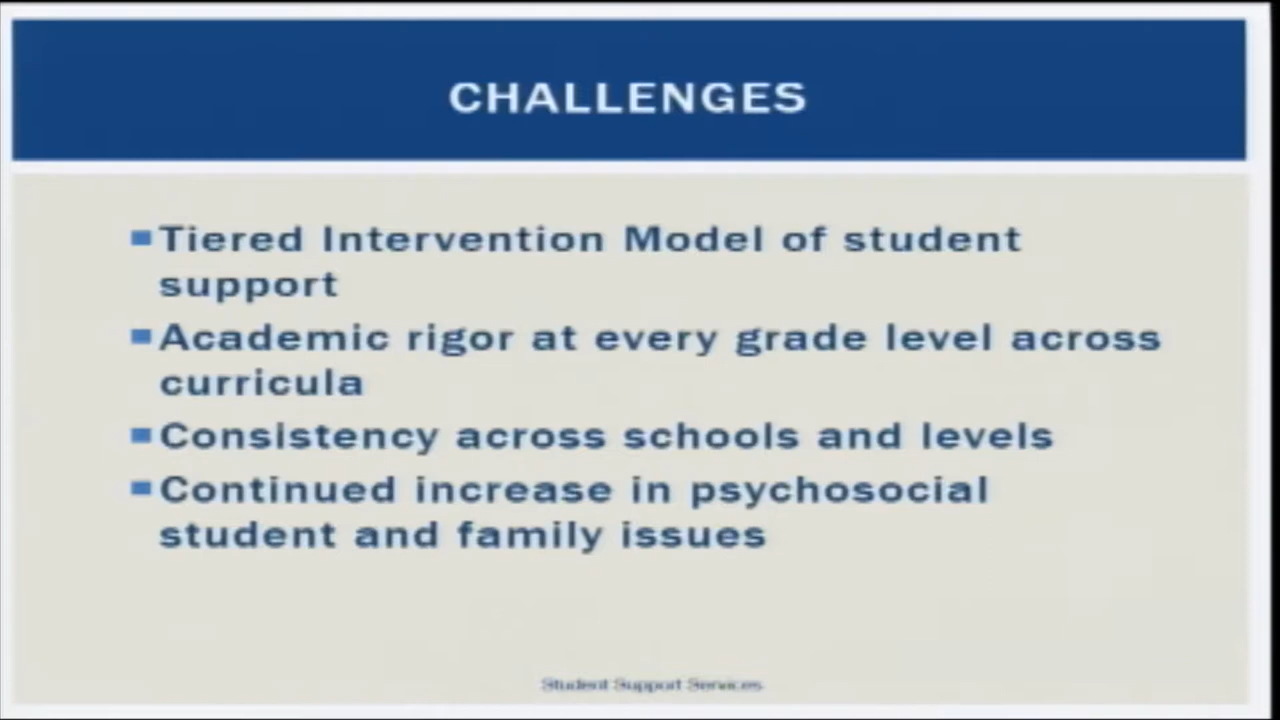 CHALLENGES
Tiered Intervention Model of student
support
Academic rigor at every grade level across
curricula
Consistency across schools and levels
Continued increase in psychosocial
student and family issues
Student Support Services